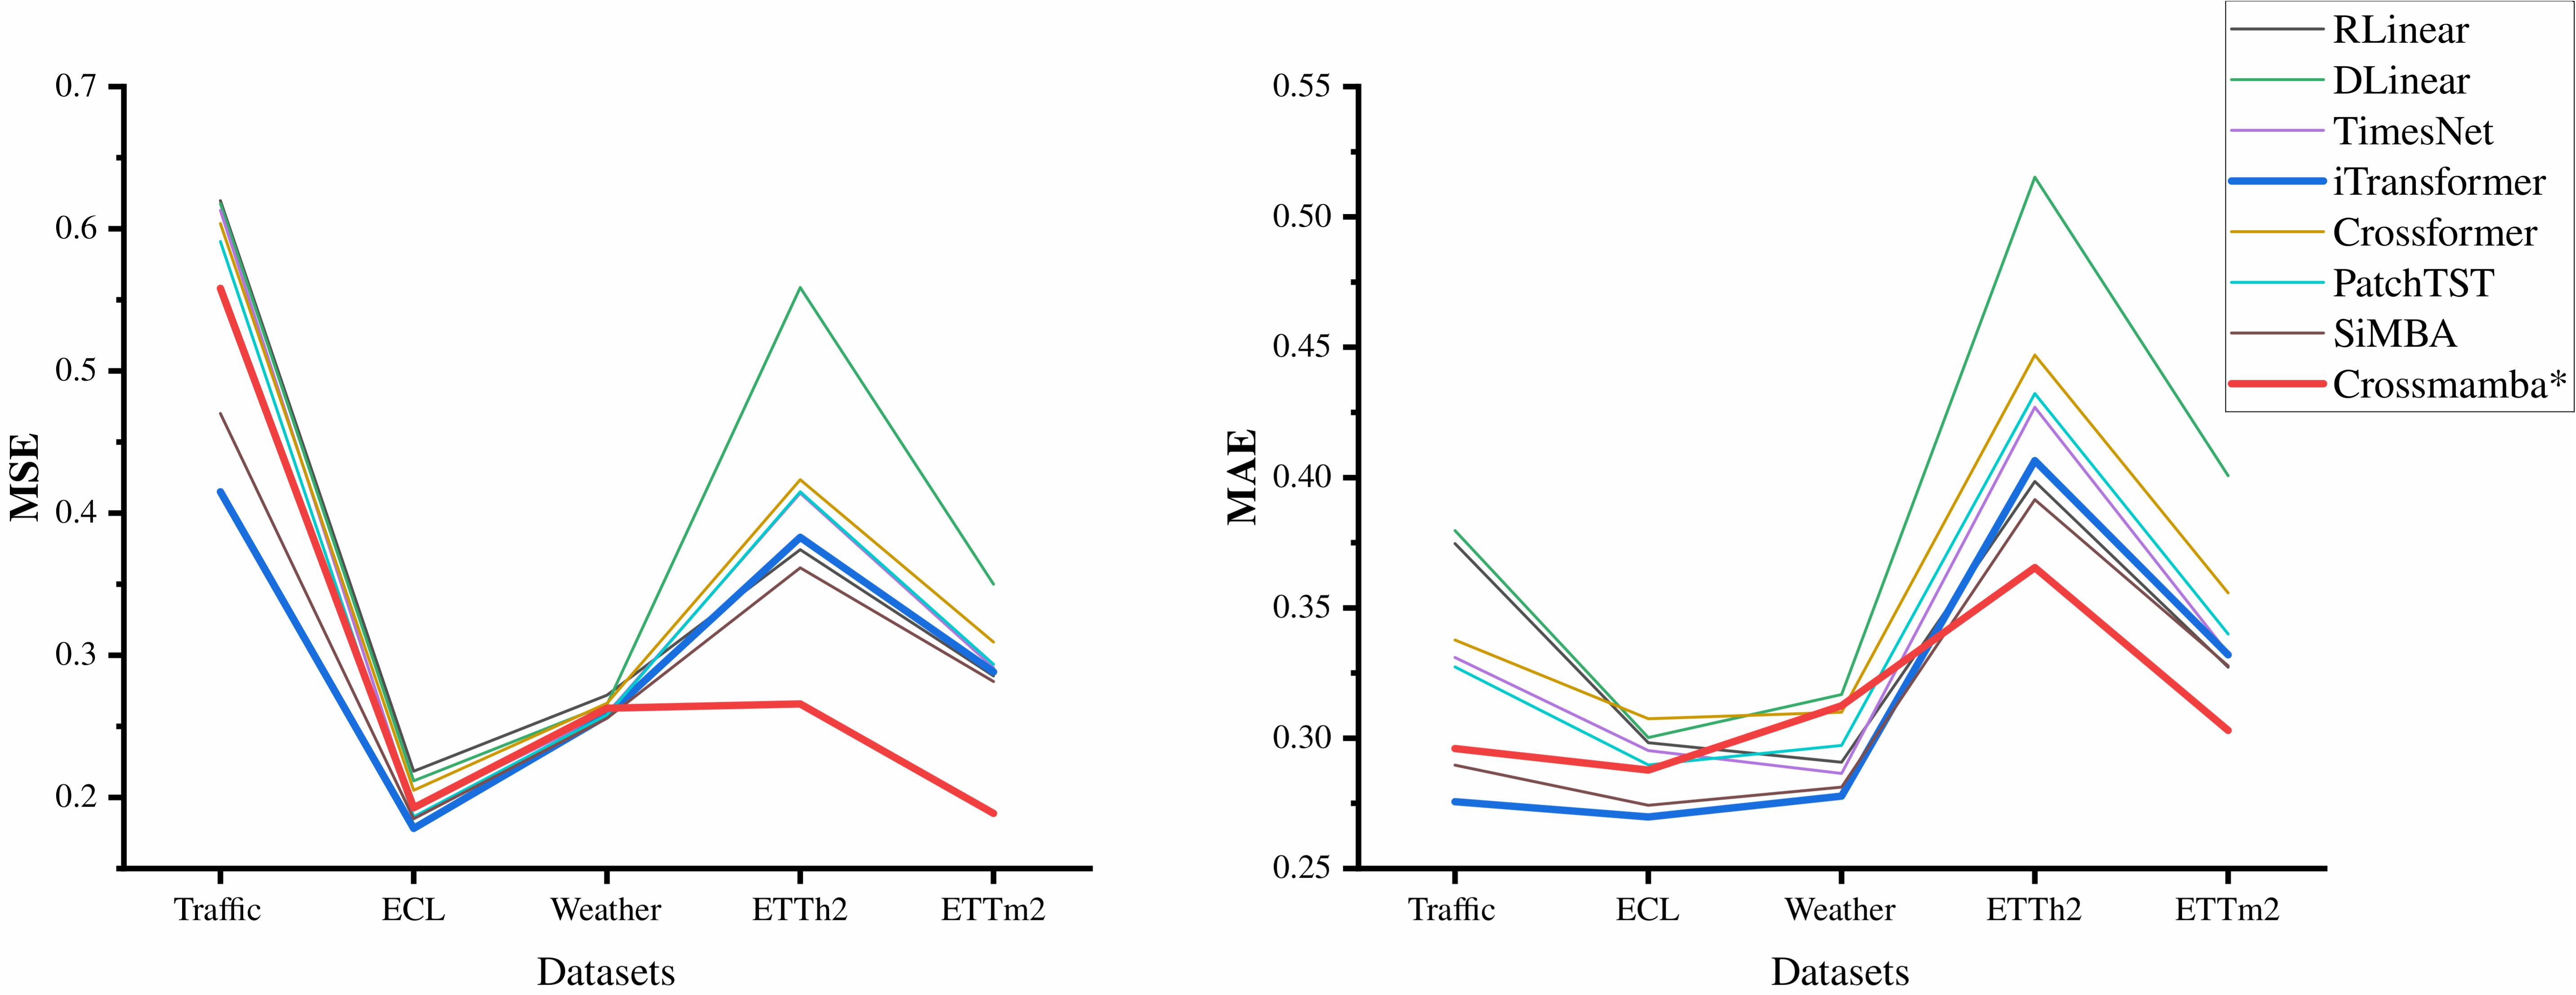 MSE
0.7
0.6
0.5
0.4
0.3
0.2
Traffic ECL Weather ETTh2 ETTm2
Datasets
MAE
0.55
0.50
0.45
0.40
0.35
0.30
0.25
Traffic ECL Weather ETTh2 ETTm2
Datasets
RLinear
DLinear
TimesNet
iTransformer
Crossformer
PatchTST
SiMBA
Crossmamba*